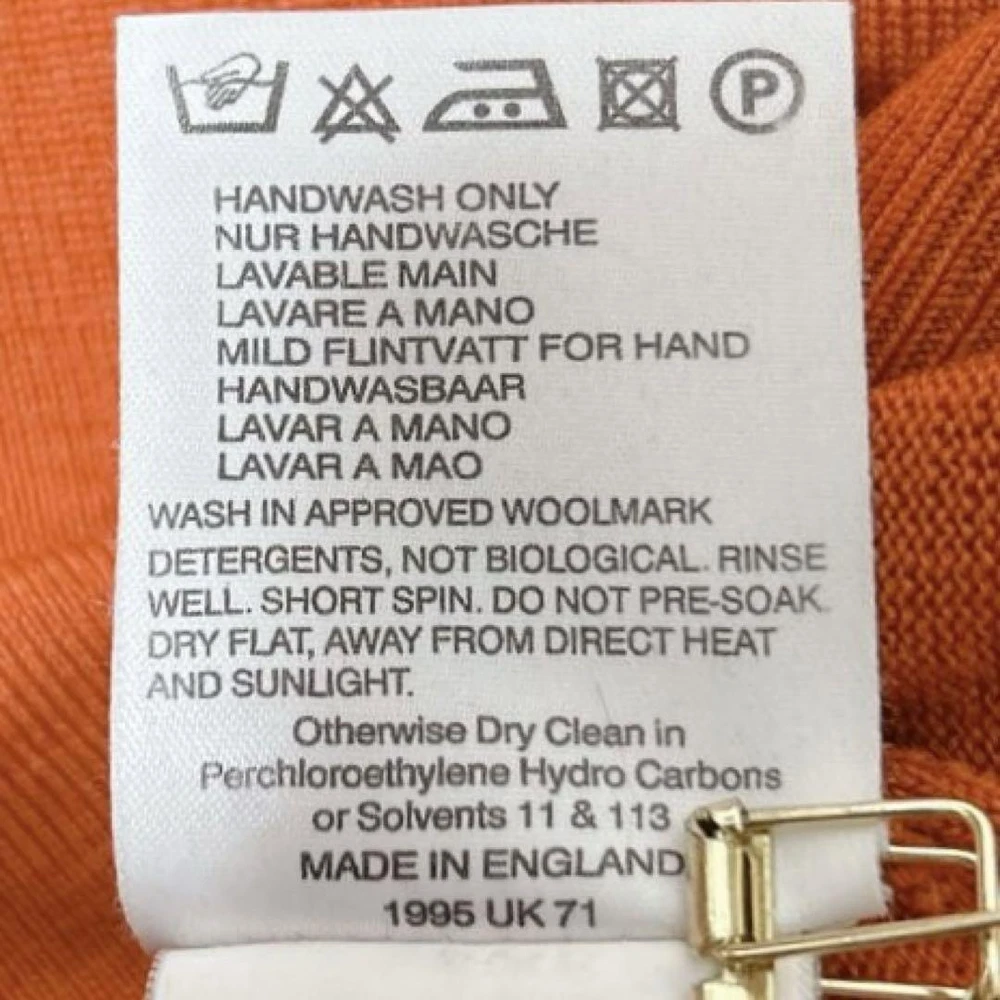 P
HANDWASH ONLY
NUR HANDWASCHE
LAVABLE MAIN
LAVARE A MANO
MILD FLINTVATT FOR HAND
HANDWASBAAR
LAVAR A MANO
LAVAR A MAO
WASH IN APPROVED WOOLMARK
DETERGENTS, NOT BIOLOGICAL. RINSE
WELL. SHORT SPIN. DO NOT PRE-SOAK.
DRY FLAT, AWAY FROM DIRECT HEAT
AND SUNLIGHT.
Otherwise Dry Clean in
Perchloroethylene Hydro Carbons
or Solvents 11 & 113
MADE IN ENGLAND
1995 UK 71